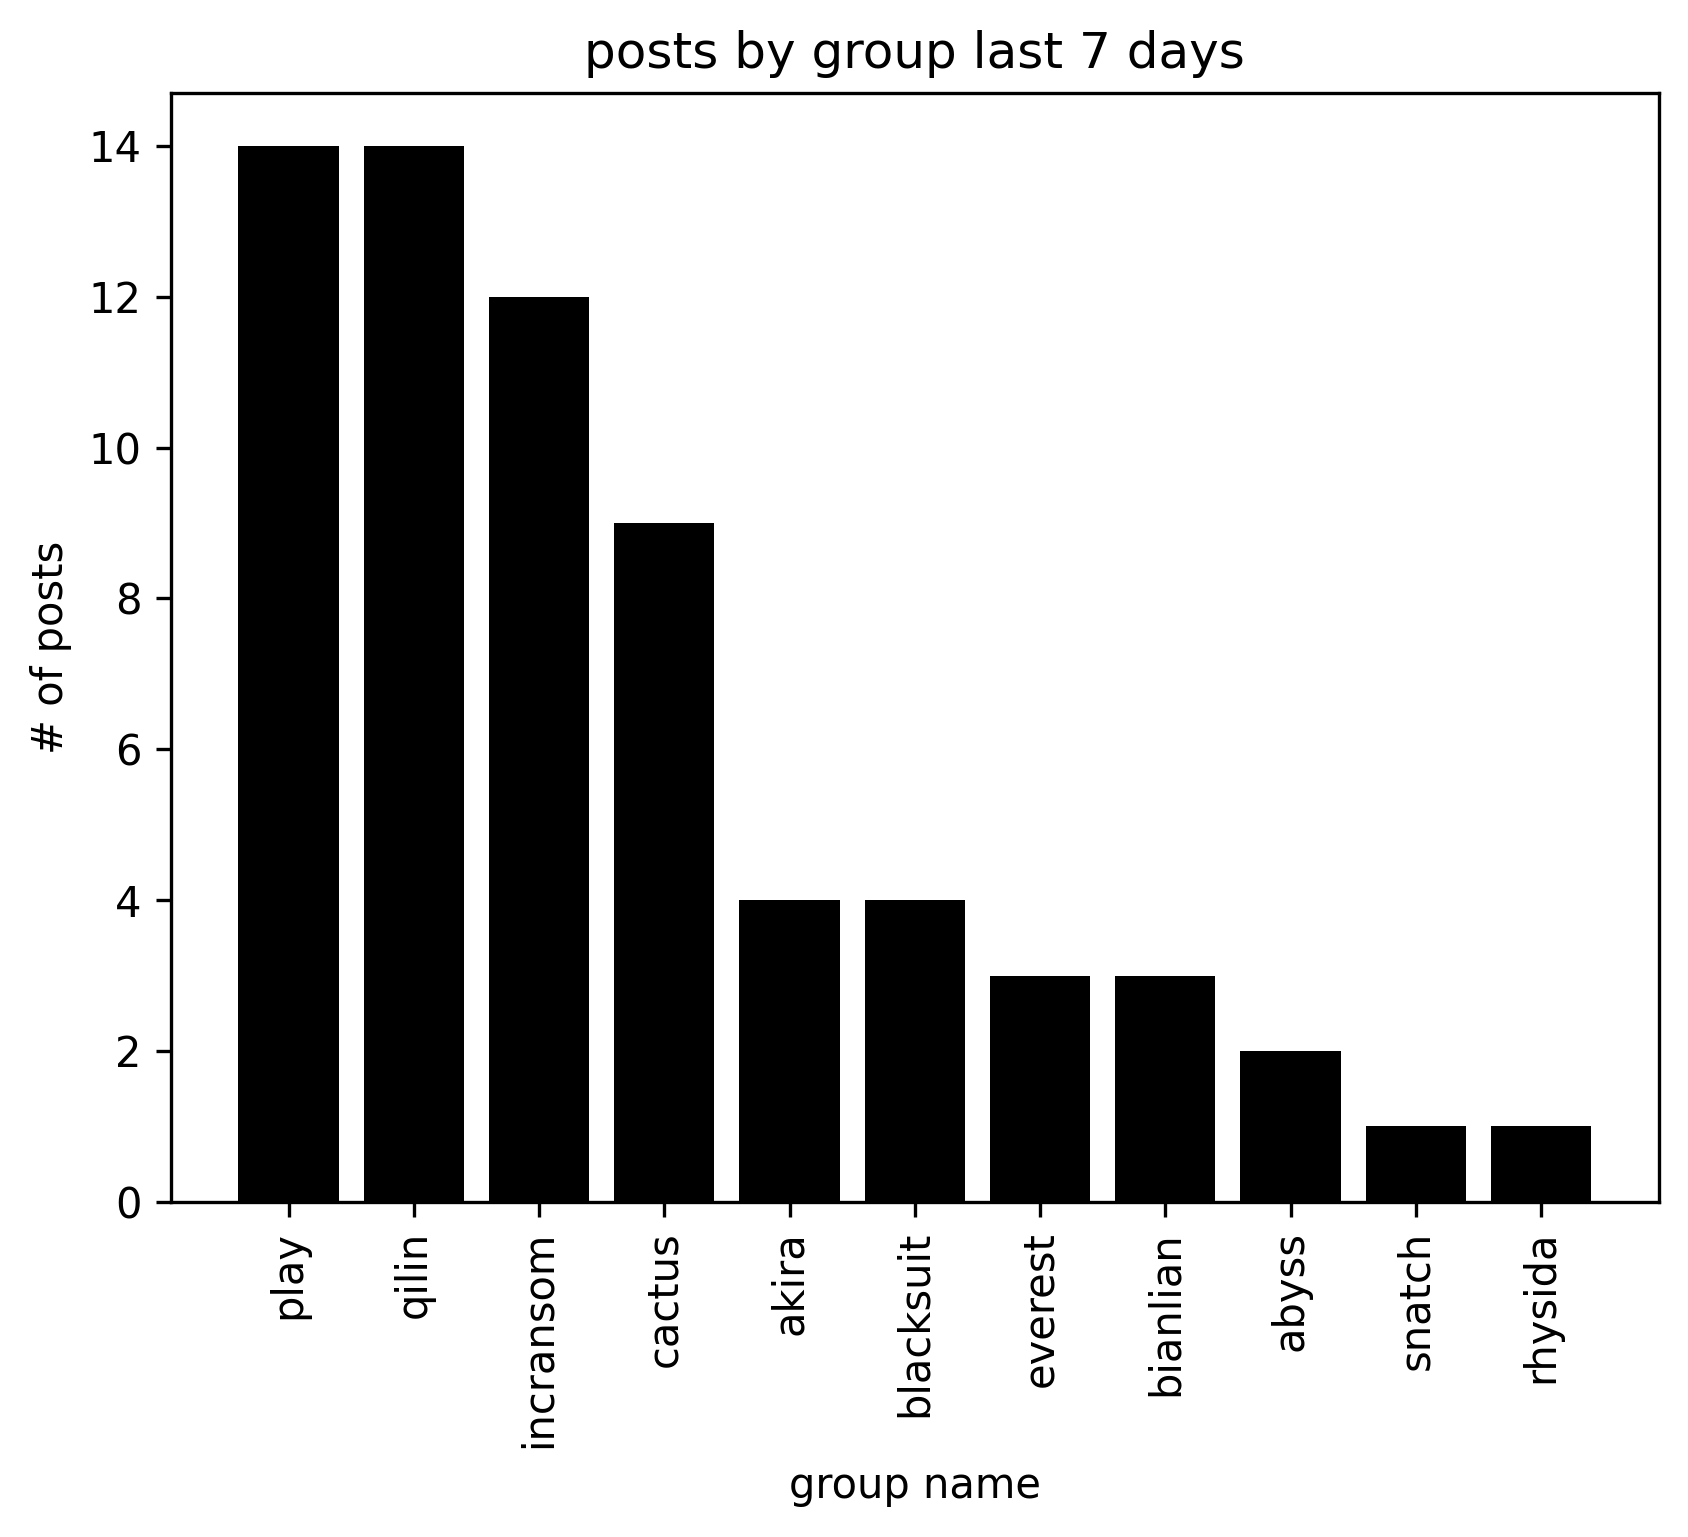 posts by group last 7 days
14
12
10
8
6
4
2
0
# of posts
play
qilin
incransom
cactus
akira
blacksuit
everest
bianlian
abyss
snatch
rhysida
group name